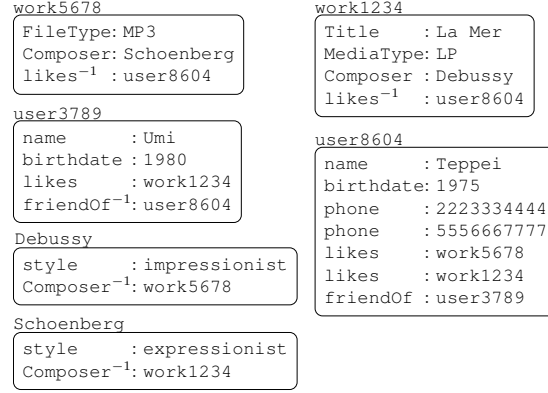 work5678
FileType: MP3
Composer: Schoenberg
likes⁻¹ : user8604
user3789
name : Umi
birthdate : 1980
likes : work1234
friendOf⁻¹: user8604
Debussy
style : impressionist
Composer⁻¹: work5678
Schoenberg
style : expressionist
Composer⁻¹: work1234
work1234
Title : La Mer
MediaType: LP
Composer : Debussy
likes⁻¹ : user8604
user8604
name : Teppei
birthdate: 1975
phone : 2223334444
phone : 5556667777
likes : work5678
likes : work1234
friendOf : user3789